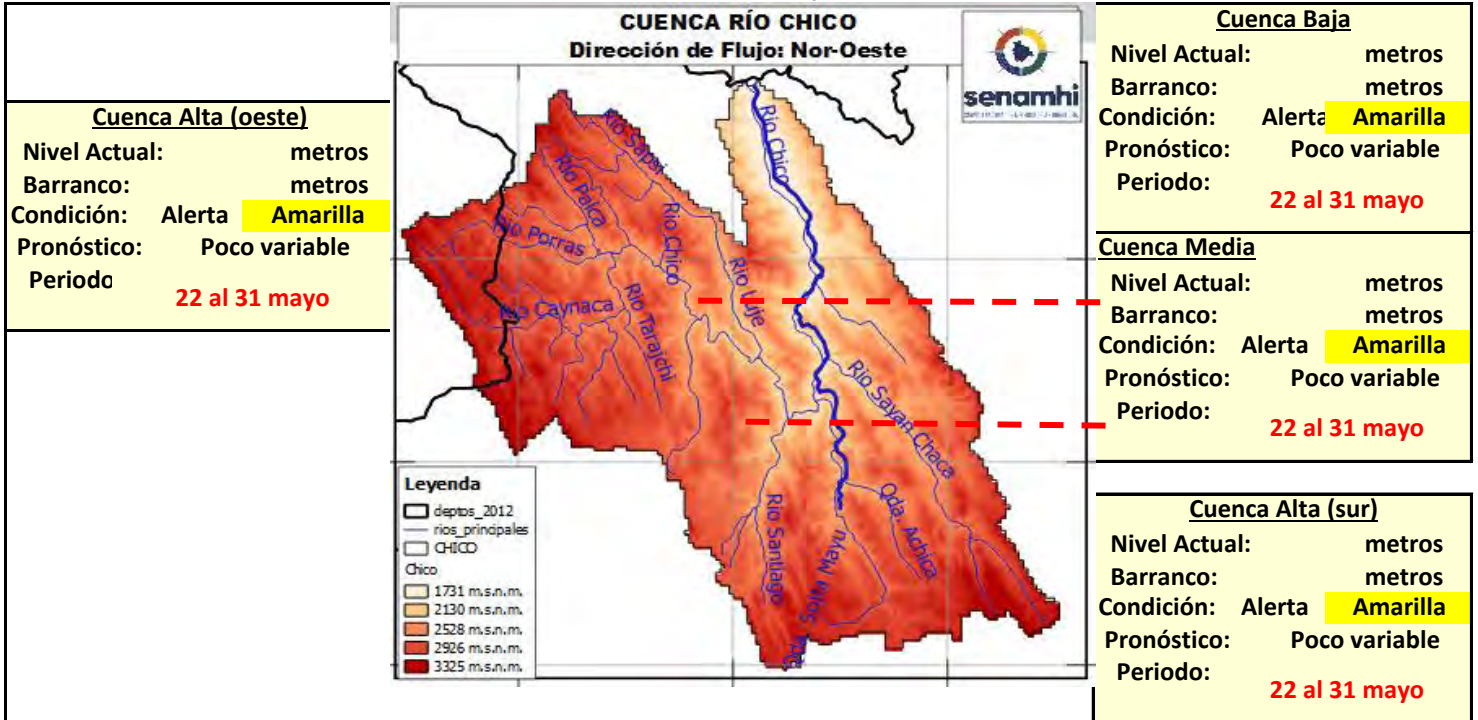 CUENCA RÍO CHICO
Dirección de Flujo: Nor-Oeste
senamhi
Cuenca Alta (oeste)
Nivel Actual: metros
Barranco: metros
Condición: Alerta Amarilla
Pronóstico: Poco variable
Periodo
22 al 31 mayo
Rio Sapsi
Rio Palca
Rio Porras
Rio Chico
Rio Caynaca
Rio Tarajchi
Rio Luje
Rio Chico
Rio Sayan Chaca
Qda. Achica
Rio Santiago
Mayu
Leyenda
deptos_2012
rios_principales
CHICO
Chico
1731 m.s.n.m.
2130 m.s.n.m.
2528 m.s.n.m.
2926 m.s.n.m.
3325 m.s.n.m.
Cuenca Baja
Nivel Actual: metros
Barranco: metros
Condición: Alerta Amarilla
Pronóstico: Poco variable
Periodo:
22 al 31 mayo
Cuenca Media
Nivel Actual: metros
Barranco: metros
Condición: Alerta Amarilla
Pronóstico: Poco variable
Periodo:
22 al 31 mayo
Cuenca Alta (sur)
Nivel Actual: metros
Barranco: metros
Condición: Alerta Amarilla
Pronóstico: Poco variable
Periodo:
22 al 31 mayo